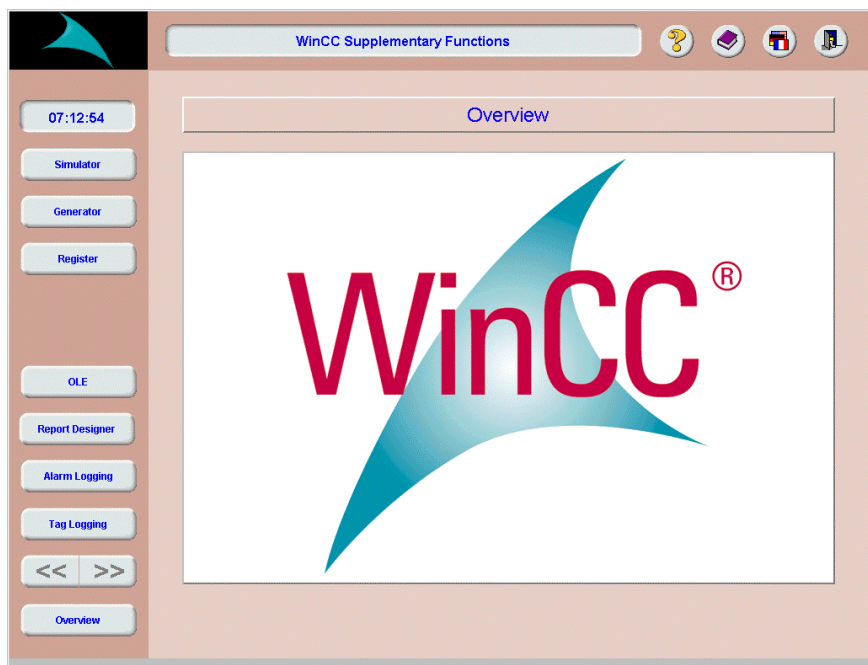 WinCC Supplementary Functions
?
07:12:54
Overview
Simulator
Generator
Register
WinCC®
OLE
Report Designer
Alarm Logging
Tag Logging
<< >>
Overview